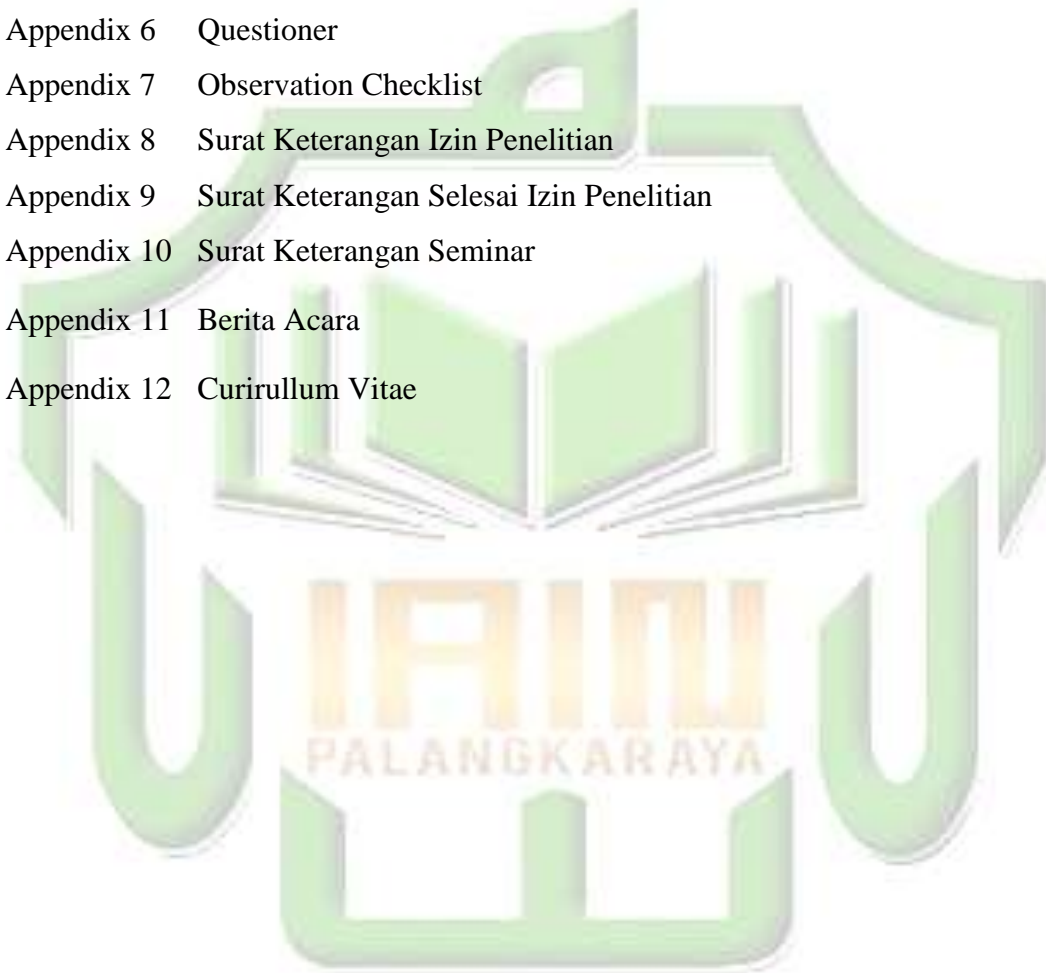 Appendix 6 Questioner
Appendix 7 Observation Checklist
Appendix 8 Surat Keterangan Izin Penelitian
Appendix 9 Surat Keterangan Selesai Izin Penelitian
Appendix 10 Surat Keterangan Seminar
Appendix 11 Berita Acara
Appendix 12 Curirullum Vitae
IAIN
PALANGKARAYA